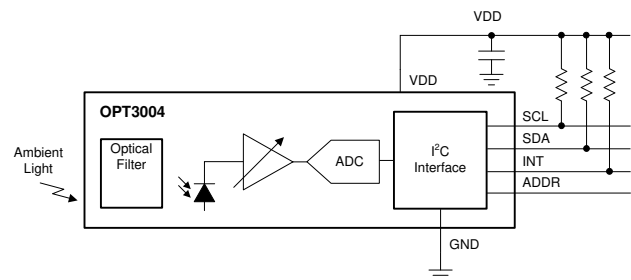 VDD
VDD
OPT3004
Ambient
Light
Optical
Filter
ADC
I²C
Interface
SCL
SDA
INT
ADDR
GND